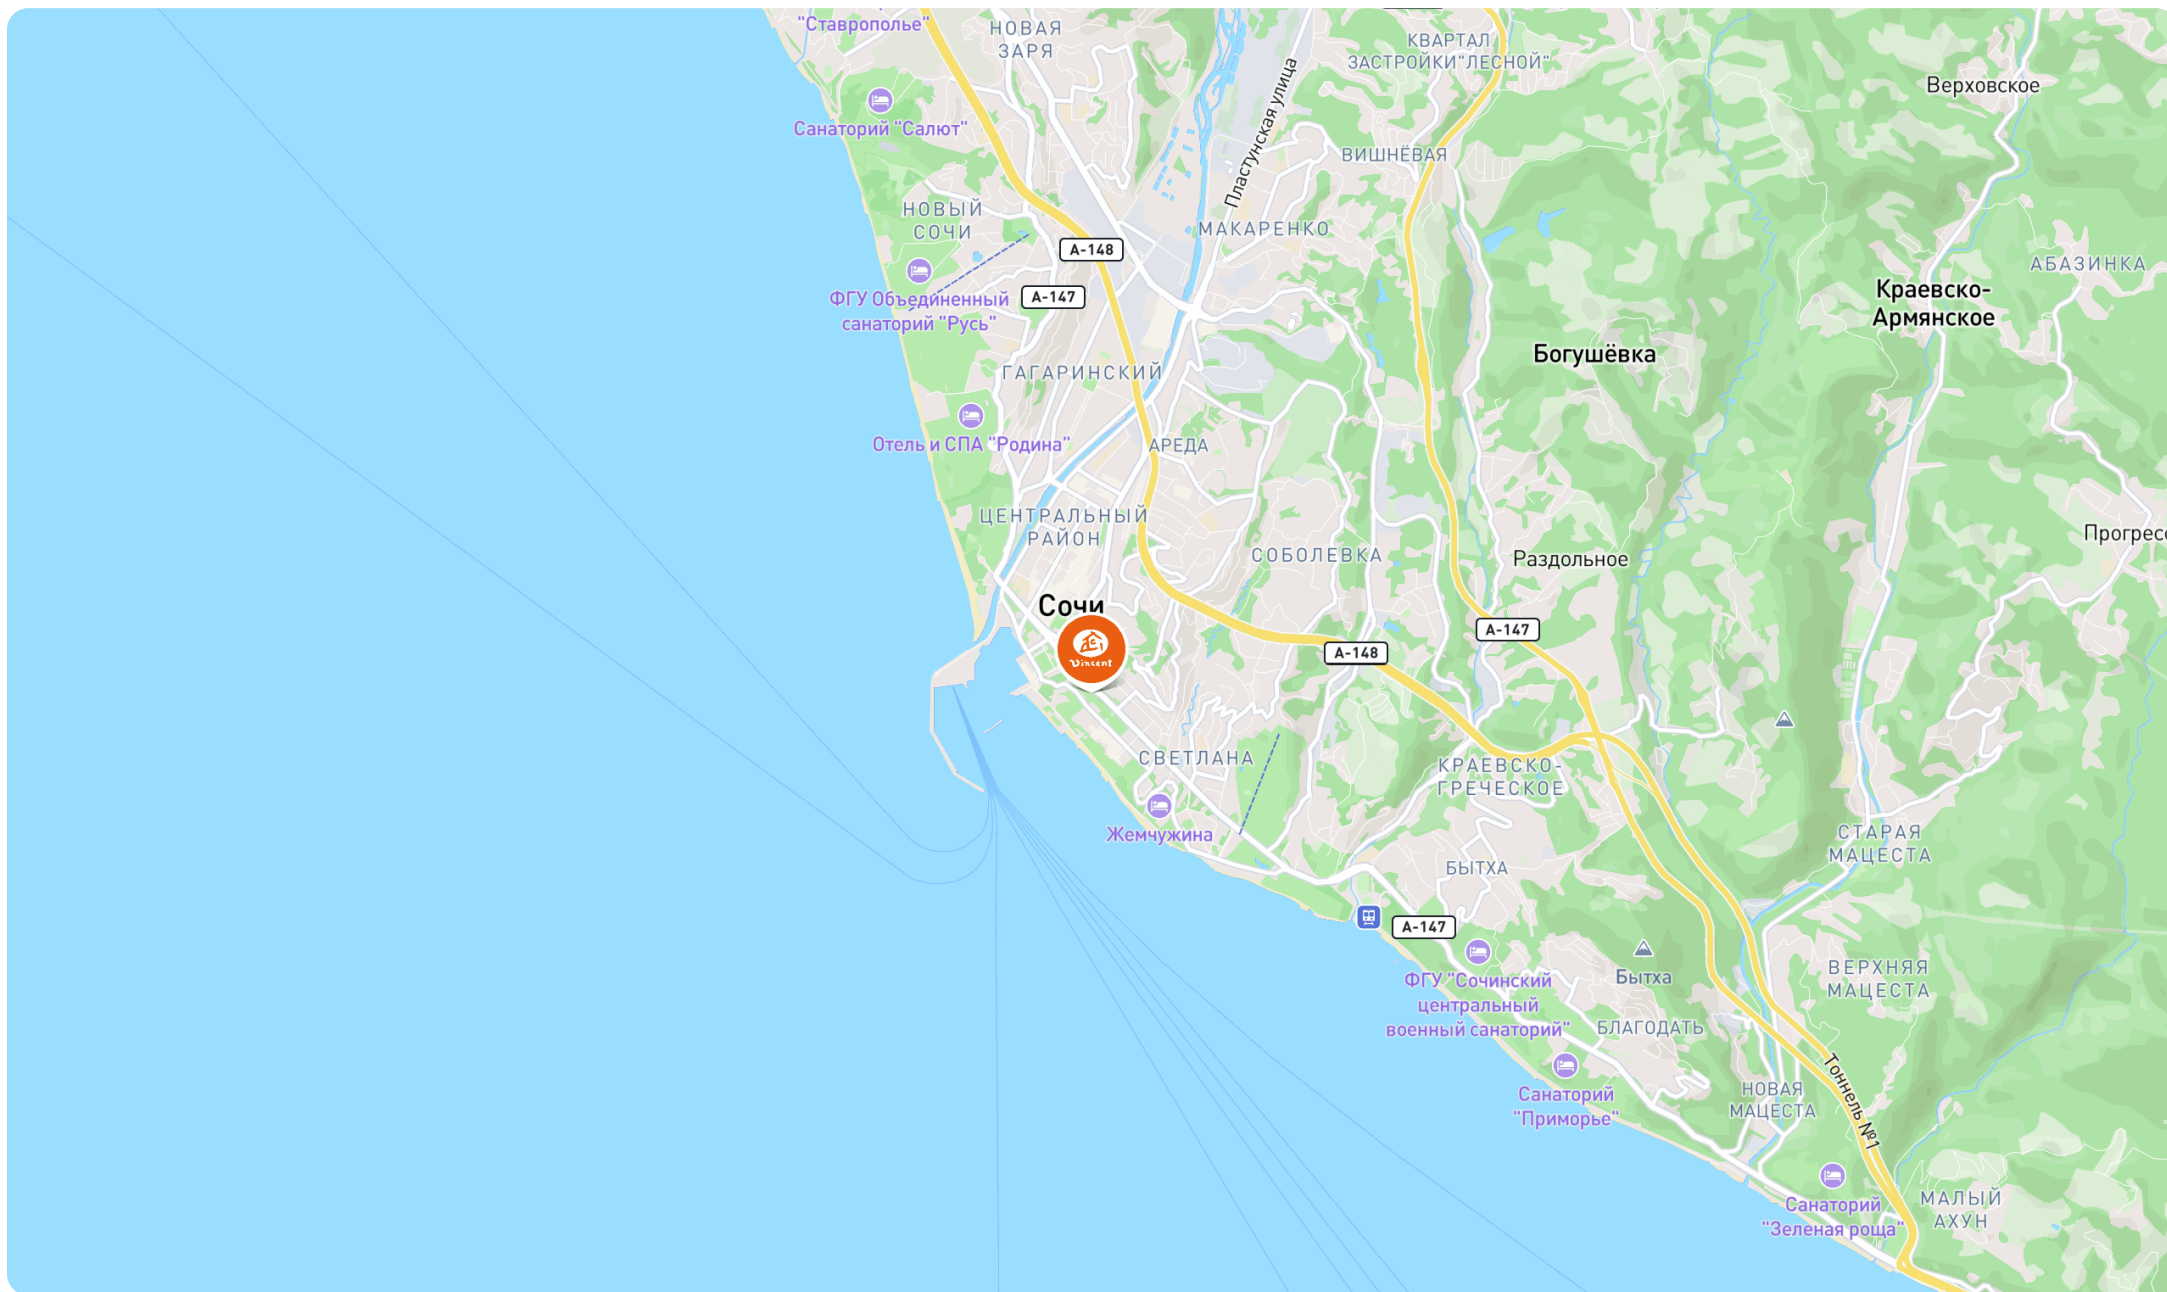 "Ставрополье"
НОВАЯ
ЗАРЯ
КВАРТАЛ
ЗАСТРОЙКИ"ЛЕСНОЙ"
Верховское
Санаторий "Салют"
Пластунская улица
ВИШНЁВАЯ
НОВЫЙ
СОЧИ
МАКАРЕНКО
А-148
АБАЗИНКА
ФГУ Объединенный
санаторий "Русь"
А-147
Краевско-
Армянское
Богушёвка
ГАГАРИНСКИЙ
Отель и СПА "Родина"
АРЕДА
ЦЕНТРАЛЬНЫЙ
РАЙОН
СОБОЛЕВКА
Раздольное
Прогресс
Сочи
Vincent
А-147
А-148
СВЕТЛАНА
КРАЕВСКО-
ГРЕЧЕСКОЕ
Жемчужина
СТАРАЯ
МАЦЕСТА
БЫТХА
А-147
ФГУ "Сочинский
центральный
военный санаторий"
Бытха
ВЕРХНЯЯ
МАЦЕСТА
БЛАГОДАТЬ
Санаторий
"Приморье"
НОВАЯ
МАЦЕСТА
Тоннель №1
Санаторий
"Зеленая роща"
МАЛЫЙ
АХУН